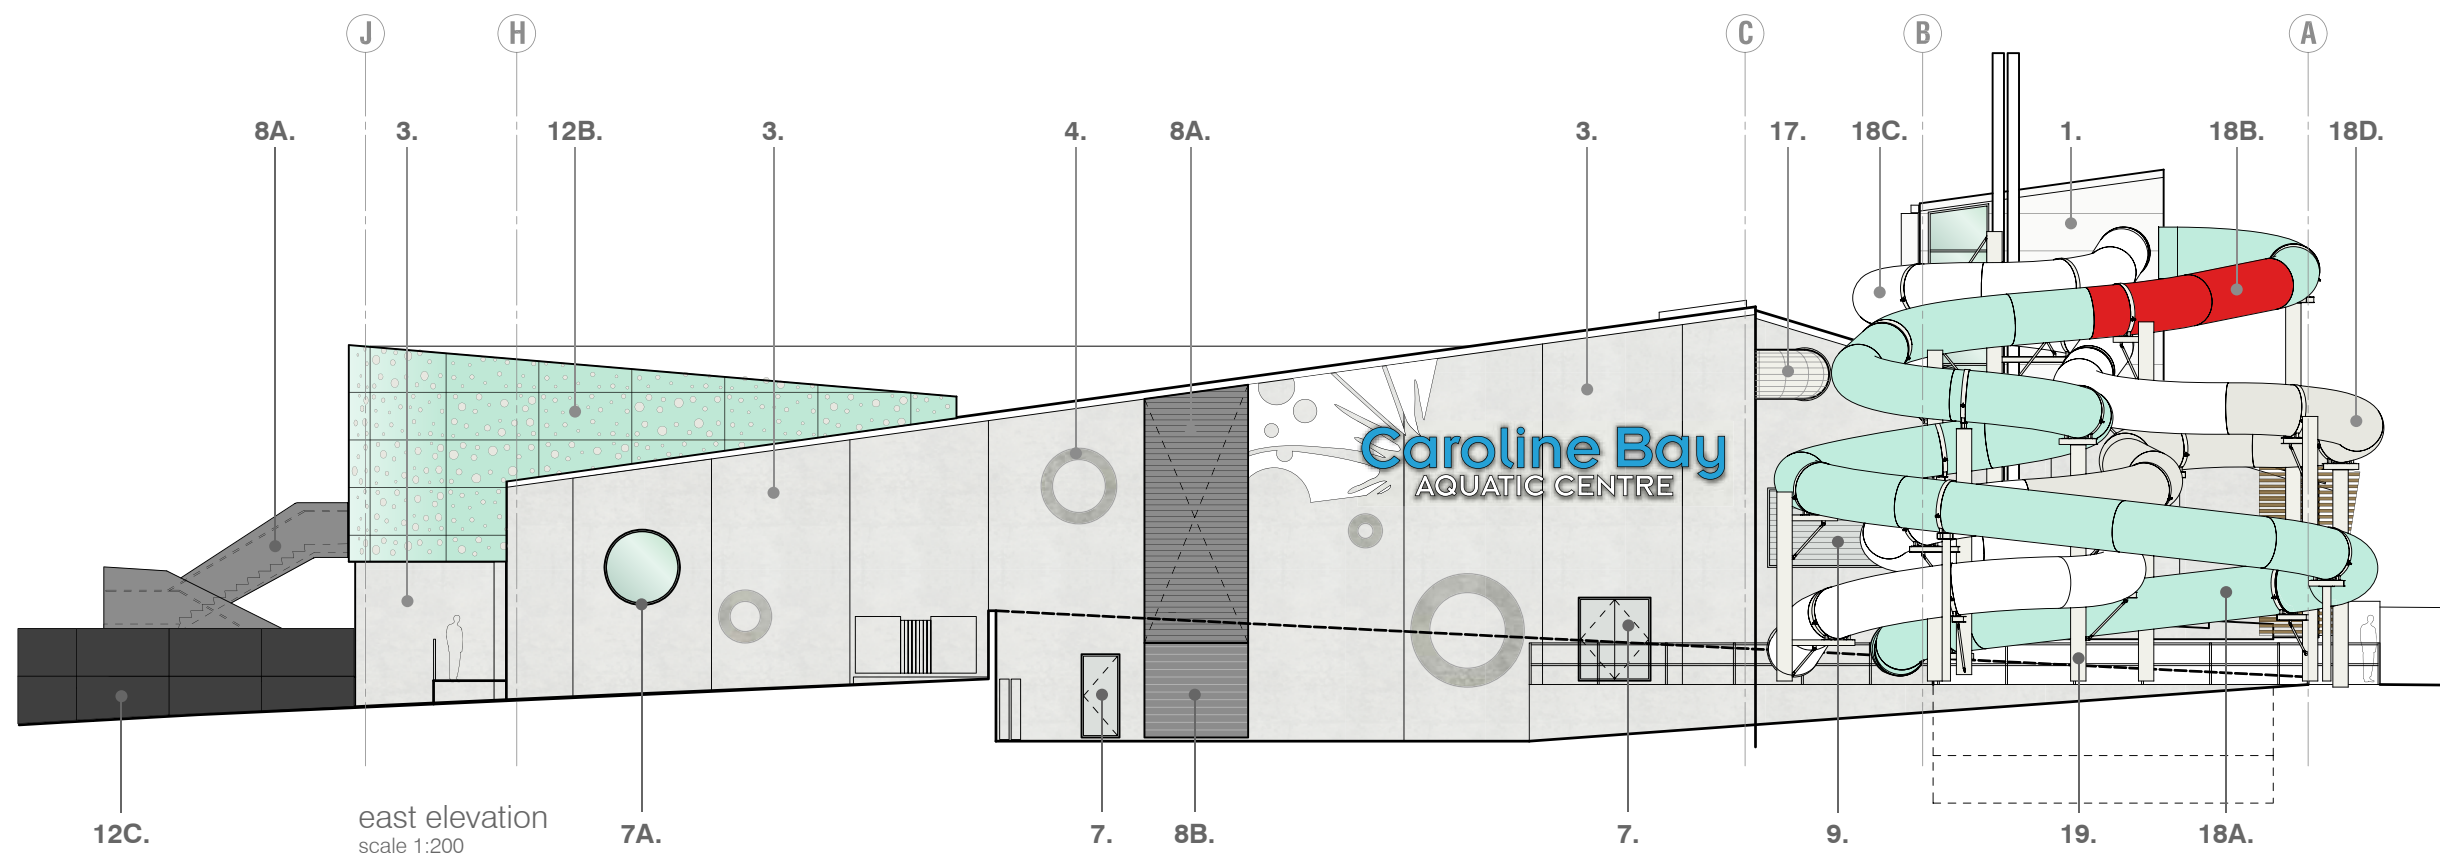 J H C B A
8A. 3. 12B. 3. 4. 8A. 3. 17. 18C. 1. 18B. 18D.
Caroline Bay
AQUATIC CENTRE
east elevation
scale 1:200
12C. 7A. 7. 8B. 7. 9. 19. 18A.